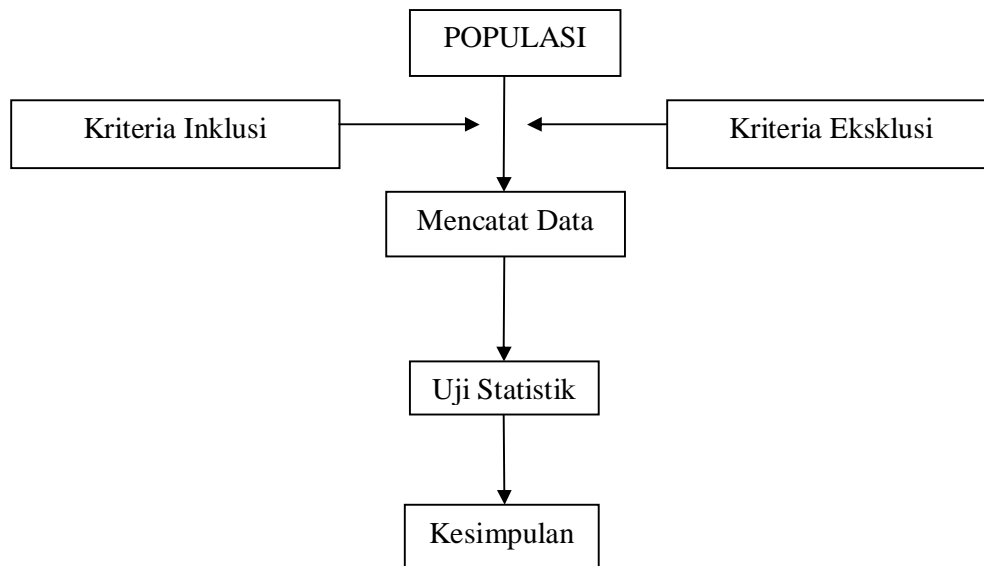 POPULASI
Kriteria Inklusi
Kriteria Eksklusi
Mencatat Data
Uji Statistik
Kesimpulan